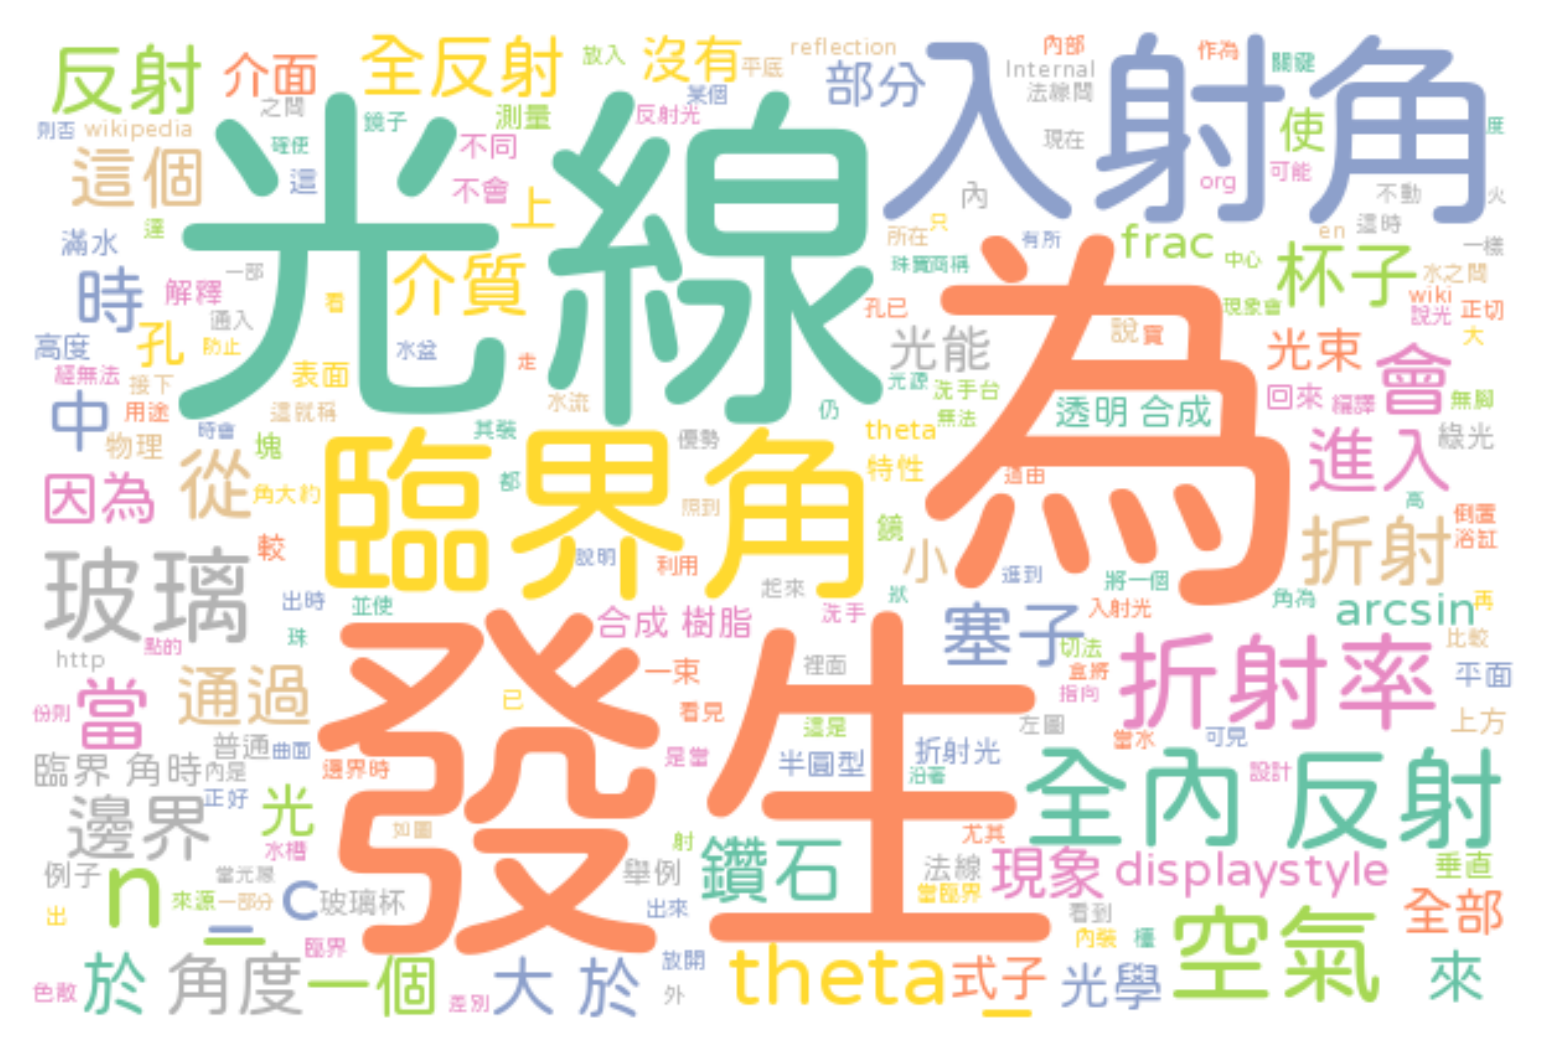 反射 介面 全反射 放入 沒有 平底 reflection 部分 某個 入射角 Internal 內部 法線間 作為 關鍵
之間 wikipedia 則否 確使 鏡子 測量 反射光 不同 現在 使 度
這個 這 不會 上 光線 內 org 可能 不動 火
達 滿水 一部 介質 所在 只 有所 frac 中心 en 這時 一樣
時 解釋 看 珠寶商稱 為 杯子 水之間
通入 孔已 現象會 wiki 說光 正切
高度 孔 防止 水盆 光能 說 寶 光束 大
經無法 接下 表面 走 光源 洗手台 會
中 用途 這就稱 水流 仍 無法 透明 合成 回來 編譯 無腳
時會 物理 塊 其裝 優勢 theta 進入 綠光
因為 從 角大約 臨界角 都 照到 特性 高
較 鏡 折射 倒置 浴缸
玻璃 說明 利用 起來 小 進到 將一個
出時 並使 狀 角為 arcsin 再
點的 珠 合成 樹脂 洗手 塞子 入射光 切法 比較
http 一束 裡面 盒將 折射率 平面
份則 當 通過 已 看見 這是 左圖 指向 上方
普通 曲面 發生 當水 可見
臨界 角時 內是 邊界時 是當 半圓型 折射光 沿著 設計
邊界 正好 光 全內 反射
水槽 如圖 射 尤其
例子 n 當光屬 鑽石 舉例 法線 現象 displaystyle 垂直
來源 一部分 c 玻璃杯 當臨界
出 _ 出來 看到 空氣 全部
臨界 內裝 櫃
色散 於 角度 一個 差別 大 於 放開 外 theta 式子 _ 光學 來